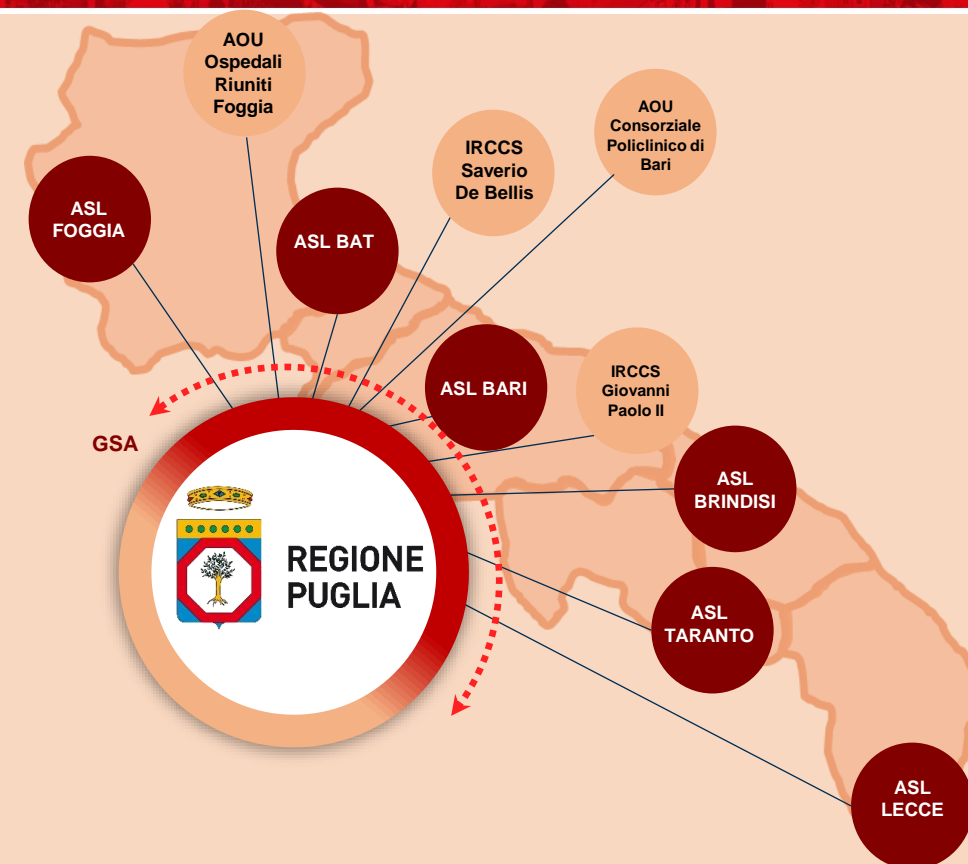 AOU
Ospedali
Riuniti
Foggia
AOU
Consorziale
Policlinico di
Bari
IRCCS
Saverio
De Bellis
ASL
FOGGIA
ASL BAT
ASL BARI
IRCCS
Giovanni
Paolo II
GSA
ASL
BRINDISI
REGIONE
PUGLIA
ASL
TARANTO
ASL
LECCE